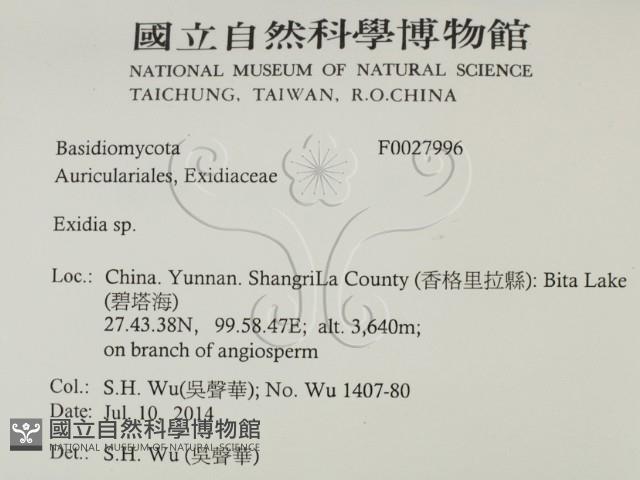 國立自然科學博物館
NATIONAL MUSEUM OF NATURAL SCIENCE
TAICHUNG, TAIWAN, R.O.CHINA
Basidiomycota F0027996
Auriculariales, Exidiaceae
Exidia sp.
Loc.: China. Yunnan. ShangriLa County (香格里拉縣): Bita Lake
(碧塔海)
27.43.38N, 99.58.47E; alt. 3,640m;
on branch of angiosperm
Col.: S.H. Wu(吳聲華); No. Wu 1407-80
Date: Jul. 10, 2014
國立自然科學博物館
NATIONAL MUSEUM OF NATURAL SCIENCE
Det.: S.H. Wu (吳聲華)